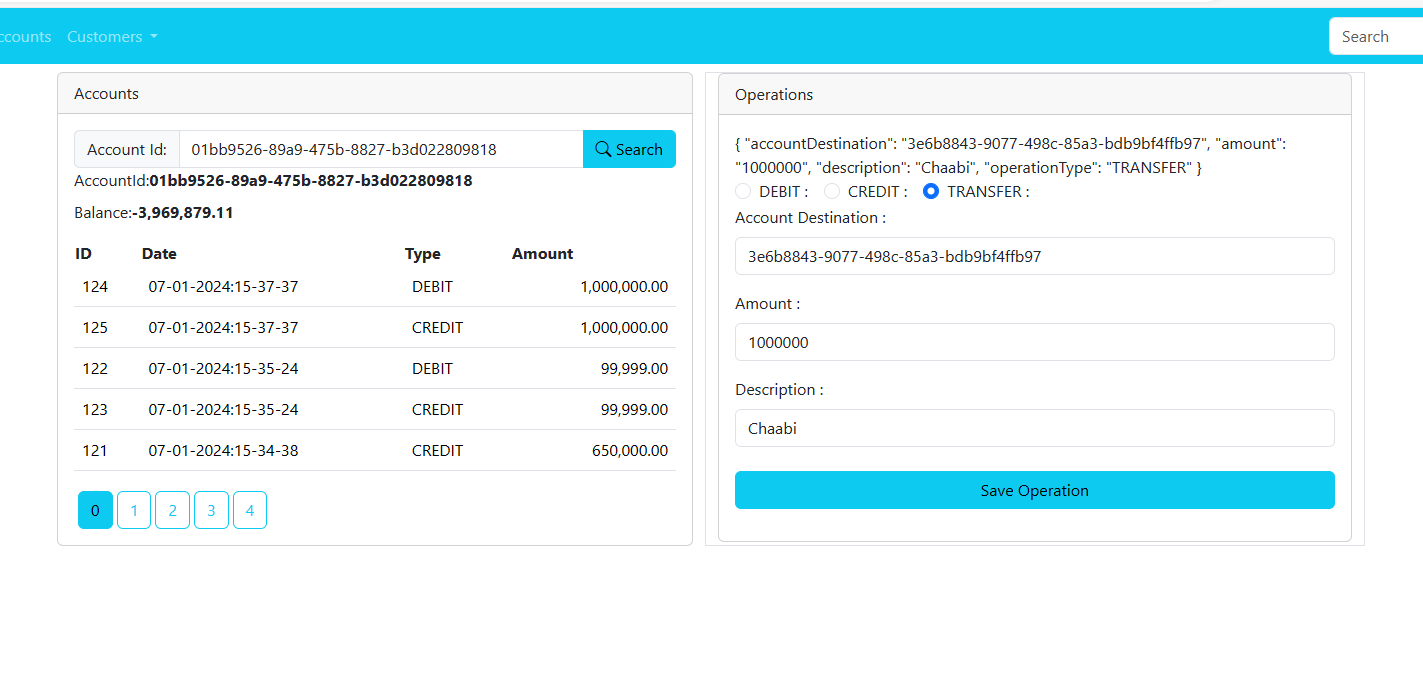 ccounts Customers Search
Accounts
Account Id: 01bb9526-89a9-475b-8827-b3d022809818 Search
AccountId:01bb9526-89a9-475b-8827-b3d022809818
Balance:-3,969,879.11
ID Date Type Amount
124 07-01-2024:15-37-37 DEBIT 1,000,000.00
125 07-01-2024:15-37-37 CREDIT 1,000,000.00
122 07-01-2024:15-35-24 DEBIT 99,999.00
123 07-01-2024:15-35-24 CREDIT 99,999.00
121 07-01-2024:15-34-38 CREDIT 650,000.00
0 1 2 3 4
Operations
{ "accountDestination": "3e6b8843-9077-498c-85a3-bdb9bf4ffb97", "amount":
"1000000", "description": "Chaabi", "operationType": "TRANSFER" }
DEBIT : CREDIT : TRANSFER :
Account Destination :
3e6b8843-9077-498c-85a3-bdb9bf4ffb97
Amount :
1000000
Description :
Chaabi
Save Operation